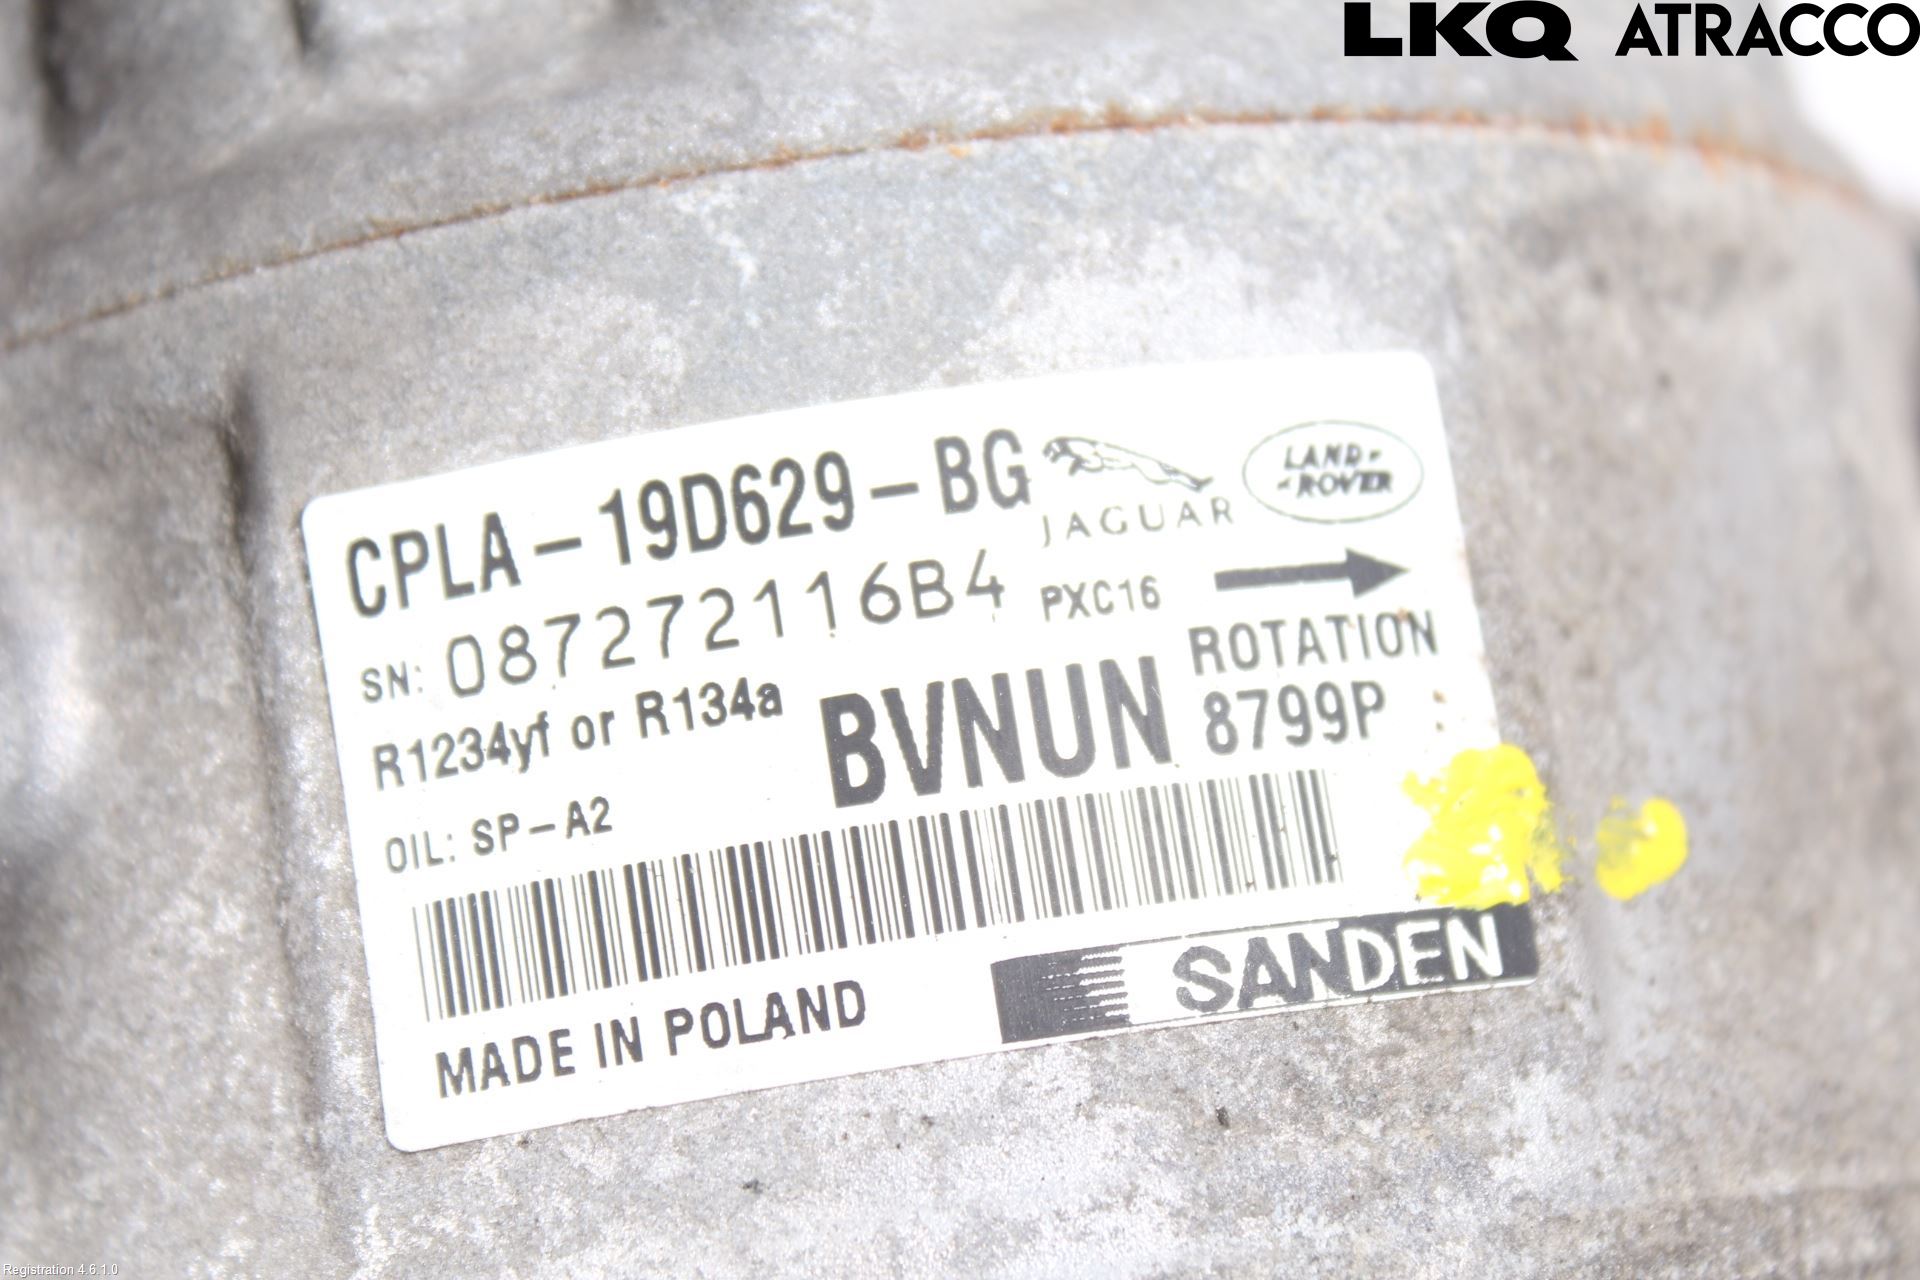 LKQ ATRACCO
CPLA-19D629-BG
JAGUAR
LAND-
-ROVER
SN: 087272116B4
PXC16
ROTATION
R1234yf or R134a
BVNUN
8799P
OIL: SP-A2
MADE IN POLAND
SANDEN
Registration 4.6.1.0